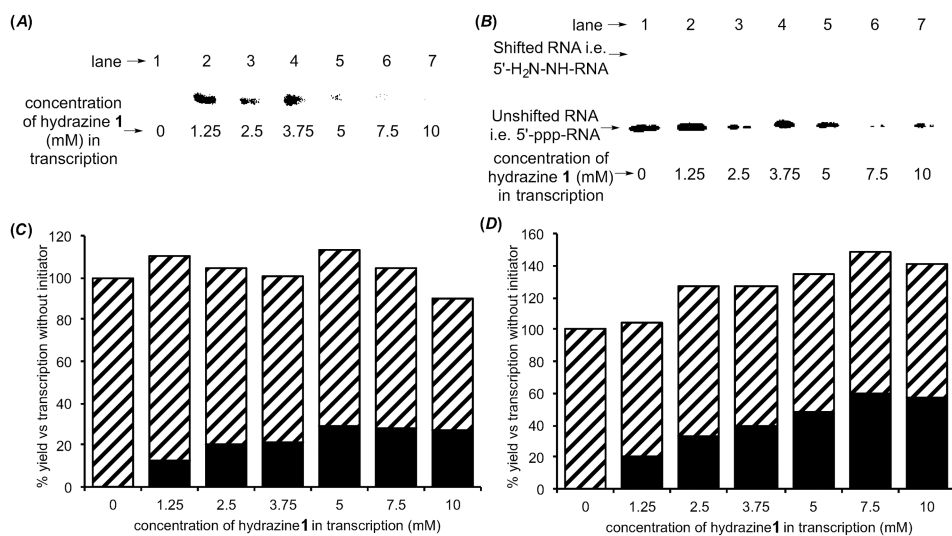 (A)
lane → 1 2 3 4 5 6 7
concentration
of hydrazine 1
(mM) in → 0 1.25 2.5 3.75 5 7.5 10
transcription
(B)
lane → 1 2 3 4 5 6 7
Shifted RNA i.e. →
5'-H₂N-NH-RNA
Unshifted RNA →
i.e. 5'-ppp-RNA
concentration of
hydrazine 1 (mM) → 0 1.25 2.5 3.75 5 7.5 10
in transcription
(C)
% yield vs transcription without initiator
120
100
80
60
40
20
0
0 1.25 2.5 3.75 5 7.5 10
concentration of hydrazine1 in transcription (mM)
(D)
% yield vs transcription without initiator
160
140
120
100
80
60
40
20
0
0 1.25 2.5 3.75 5 7.5 10
concentration of hydrazine1 in transcription (mM)